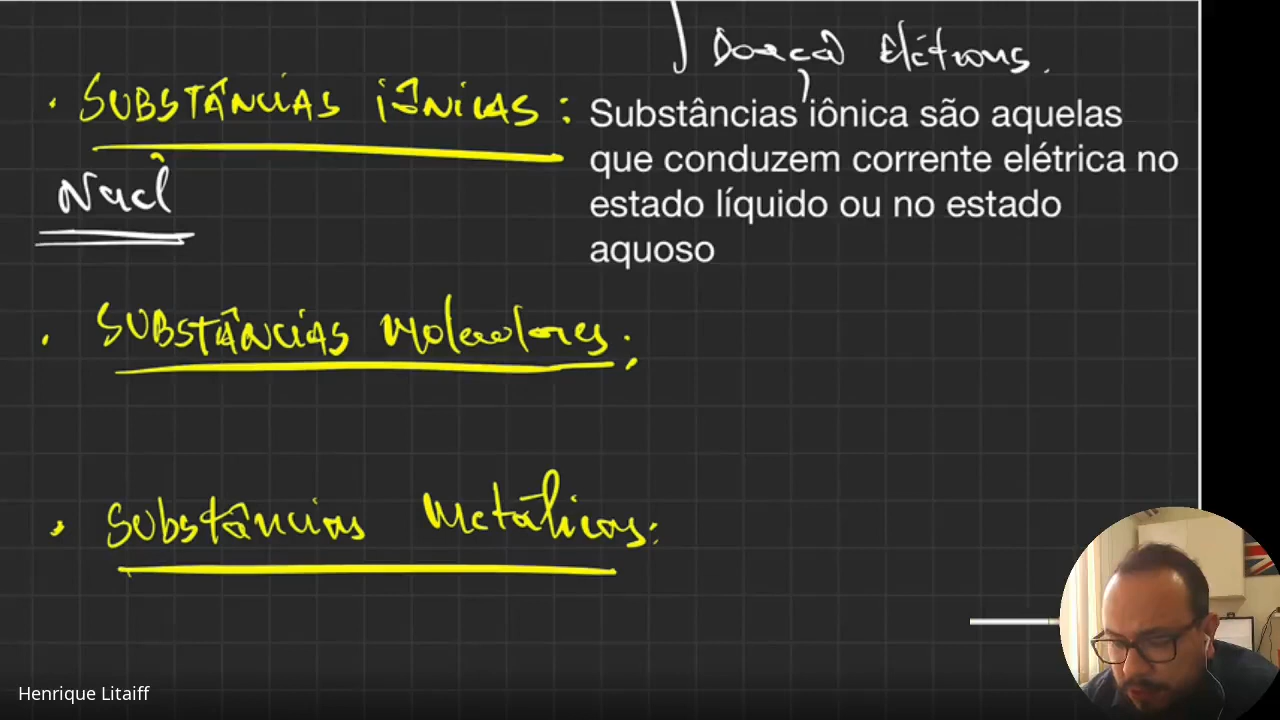 Doaçã Elétrons.
• SUBSTÂNCIAS iÔNiCAS:
Substâncias iônica são aquelas
que conduzem corrente elétrica no
estado líquido ou no estado
aquoso
NaCl
• SUBSTÂNCIAS Moleculares:
• Substâncias Metálicas:
Henrique Litaiff